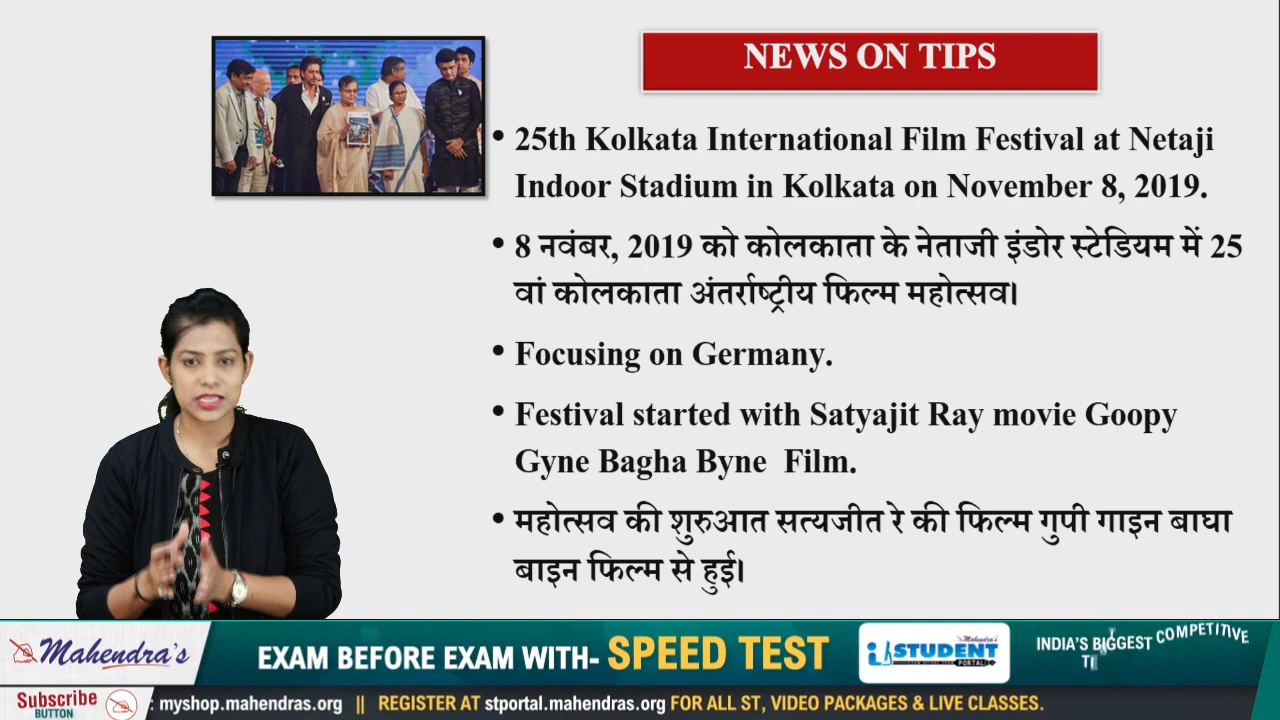 NEWS ON TIPS
• 25th Kolkata International Film Festival at Netaji
Indoor Stadium in Kolkata on November 8, 2019.
• 8 नवंबर, 2019 को कोलकाता के नेताजी इंडोर स्टेडियम में 25
वां कोलकाता अंतर्राष्ट्रीय फिल्म महोत्सव।
• Focusing on Germany.
• Festival started with Satyajit Ray movie Goopy
Gyne Bagha Byne Film.
• महोत्सव की शुरुआत सत्यजीत रे की फिल्म गुपी गाइन बाघा
बाइन फिल्म से हुई।
Mahendra's
EXAM BEFORE EXAM WITH- SPEED TEST
Mahendra's
STUDENT
PORTAL
INDIA'S BIGGEST COMPETITIVE
Subscribe
BUTTON
: myshop.mahendras.org || REGISTER AT stportal.mahendras.org FOR ALL ST, VIDEO PACKAGES & LIVE CLASSES.